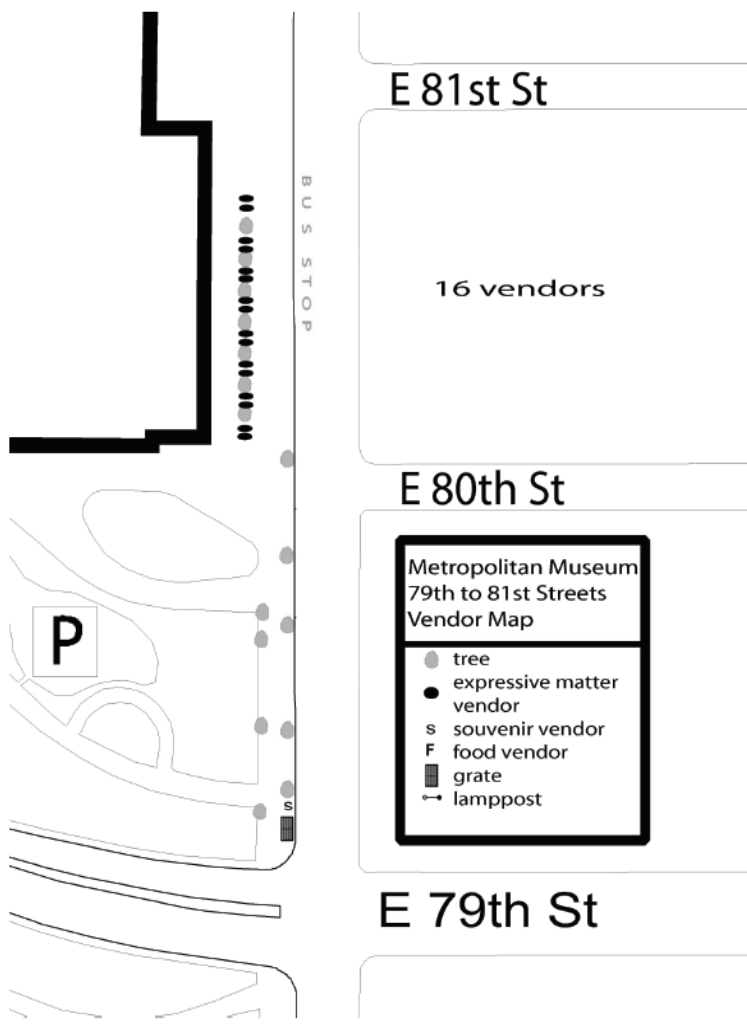 E 81st St
BUS STOP
16 vendors
E 80th St
Metropolitan Museum
79th to 81st Streets
Vendor Map
P
tree
expressive matter
vendor
S souvenir vendor
F food vendor
grate
lamppost
S
E 79th St